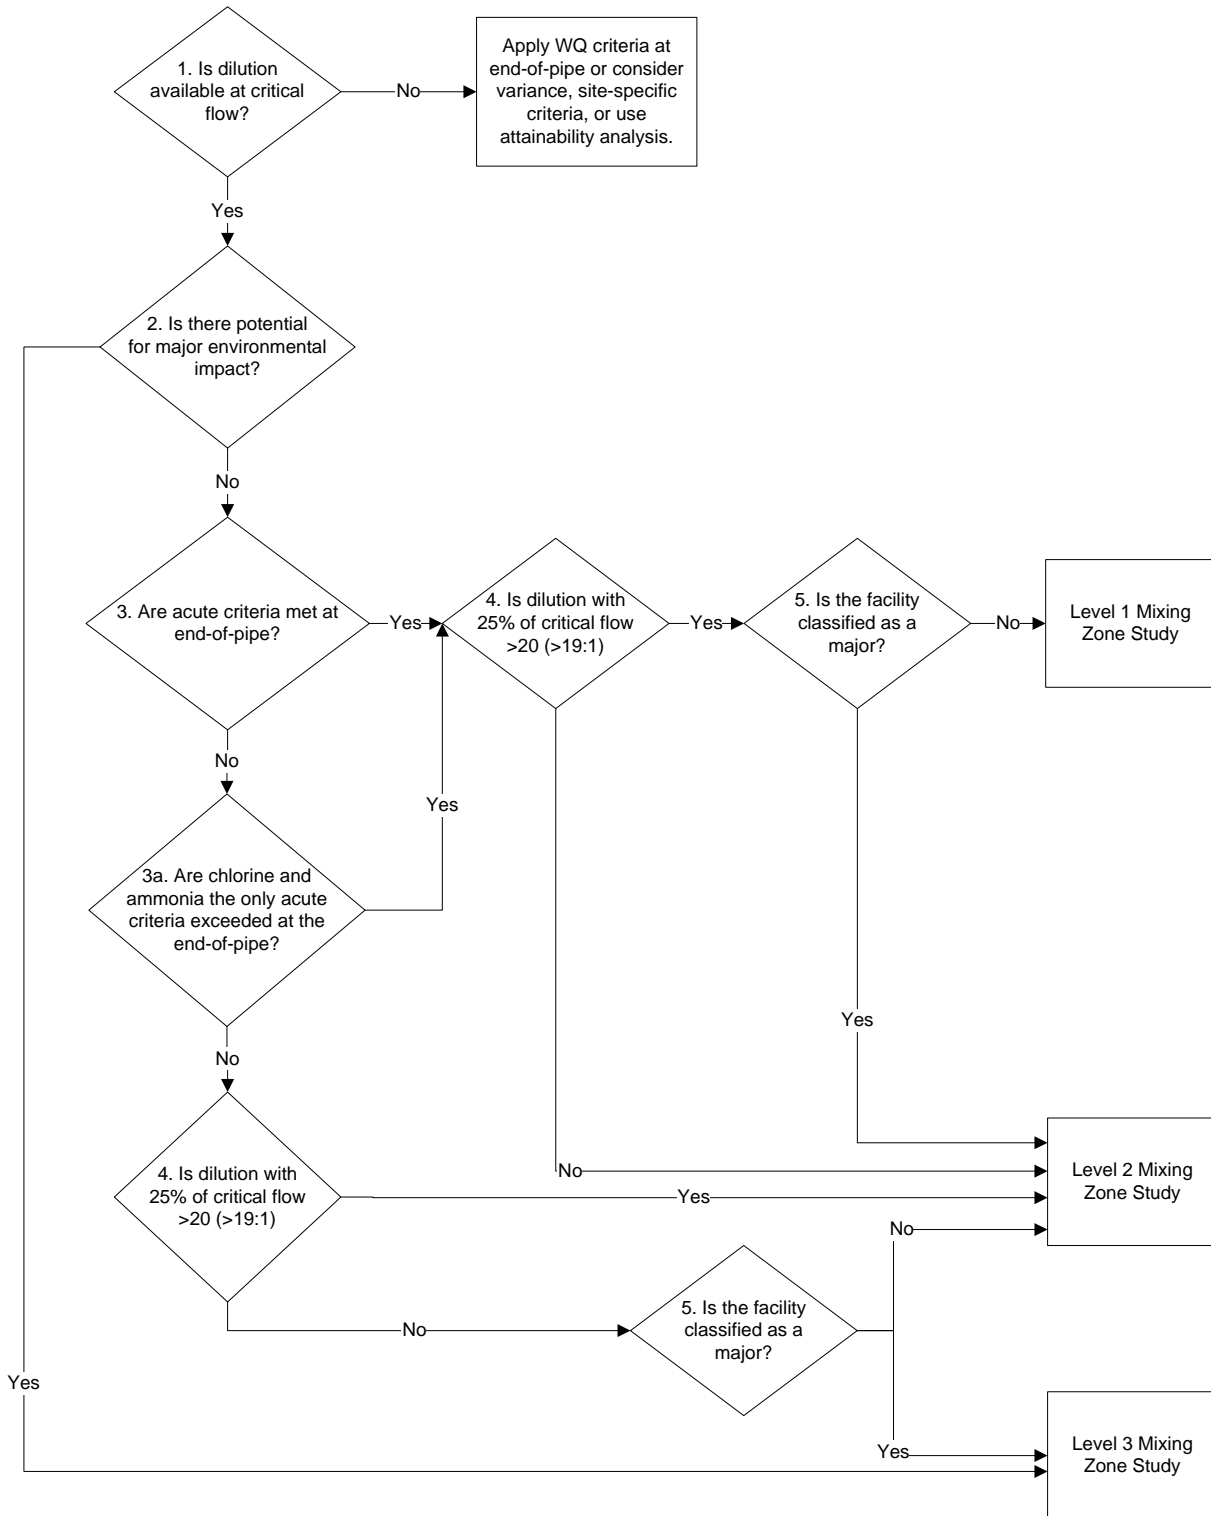 1. Is dilution
available at critical
flow?
No
Apply WQ criteria at
end-of-pipe or consider
variance, site-specific
criteria, or use
attainability analysis.
Yes
2. Is there potential
for major environmental
impact?
No
3. Are acute criteria met at
end-of-pipe?
Yes
4. Is dilution with
25% of critical flow
>20 (>19:1)
Yes
5. Is the facility
classified as a
major?
No
Level 1 Mixing
Zone Study
No
Yes
3a. Are chlorine and
ammonia the only acute
criteria exceeded at the
end-of-pipe?
Yes
No
4. Is dilution with
25% of critical flow
>20 (>19:1)
No
Yes
Level 2 Mixing
Zone Study
No
5. Is the facility
classified as a
major?
No
Yes
Yes
Level 3 Mixing
Zone Study